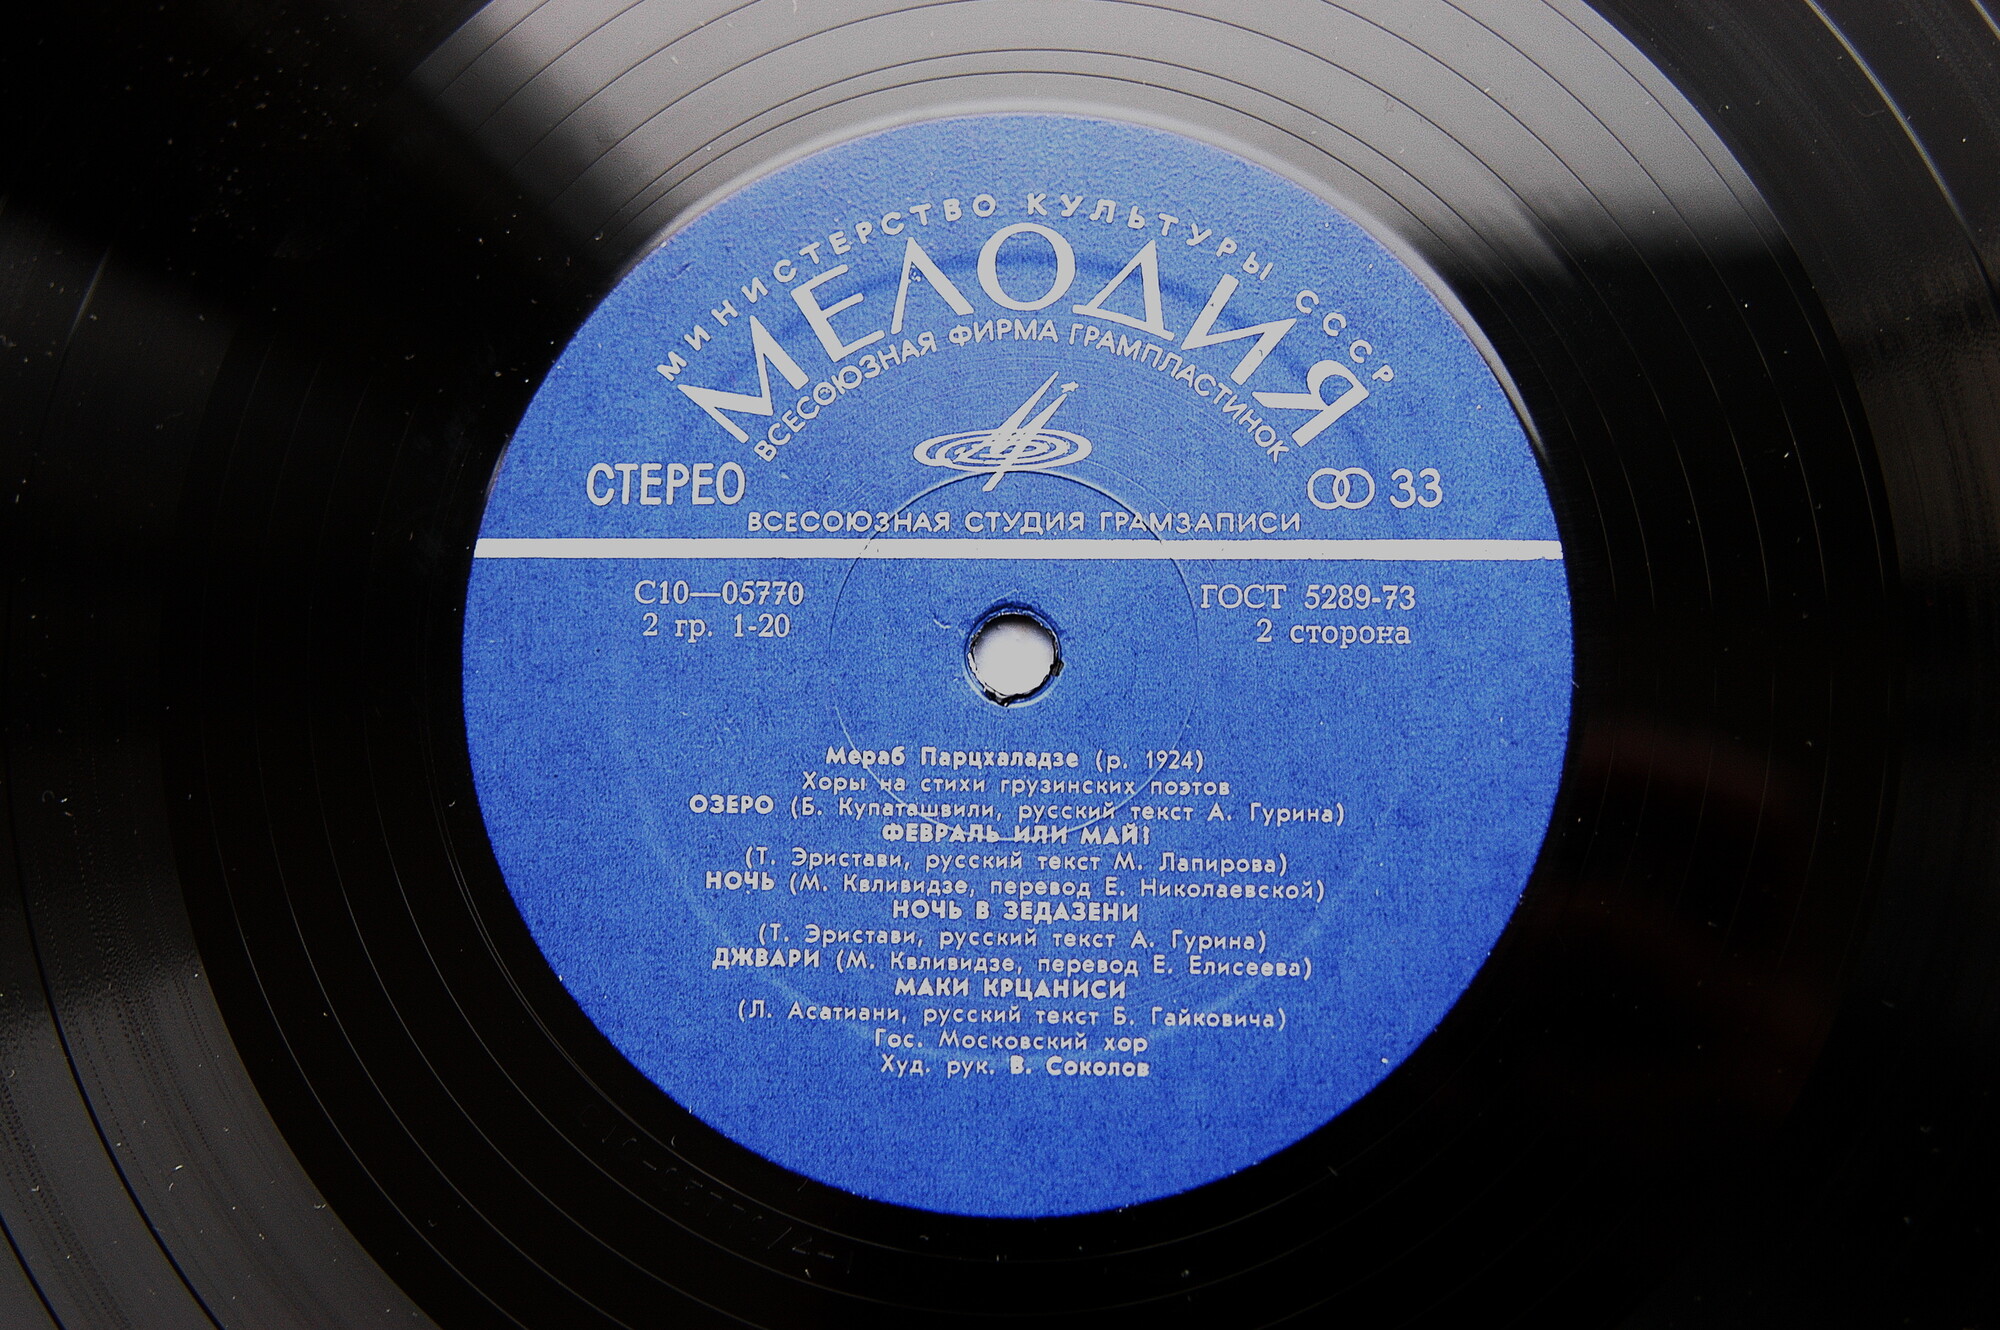 МИНИСТЕРСТВО КУЛЬТУРЫ СССР
МЕЛОДИЯ
ВСЕСОЮЗНАЯ ФИРМА ГРАМПЛАСТИНОК
СТЕРЕО
33
ВСЕСОЮЗНАЯ СТУДИЯ ГРАМЗАПИСИ
С10—05770
2 гр. 1-20
ГОСТ 5289-73
2 сторона
Мераб Парцхаладзе (р. 1924)
Хоры на стихи грузинских поэтов
ОЗЕРО (Б. Купаташвили, русский текст А. Гурина)
ФЕВРАЛЬ ИЛИ МАЙ?
(Т. Эристави, русский текст М. Лапирова)
НОЧЬ (М. Квливидзе, перевод Е. Николаевской)
НОЧЬ В ЗЕДАЗЕНИ
(Т. Эристави, русский текст А. Гурина)
ДЖВАРИ (М. Квливидзе, перевод Е. Елисеева)
МАКИ КРЦАНИСИ
(Л. Асатиани, русский текст Б. Гайковича)
Гос. Московский хор
Худ. рук. В. Соколов